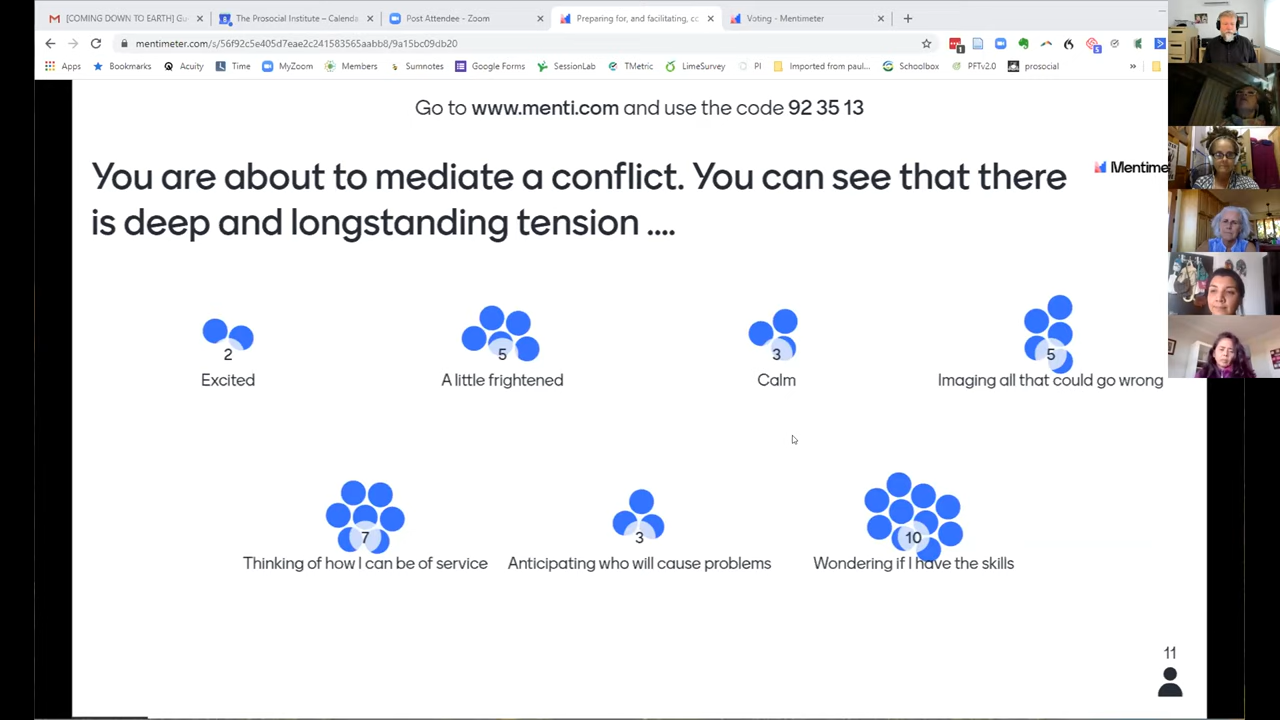 [COMING DOWN TO EARTH] Gu
The Prosocial Institute – Calenda
Post Attendee - Zoom
Preparing for, and facilitating, co
Voting - Mentimeter
mentimeter.com/s/56f92c5e405d7eae2c241583565aabb8/9a15bc09db20
Apps
Bookmarks
Acuity
Time
MyZoom
Members
Sumnotes
Google Forms
SessionLab
TMetric
LimeSurvey
PI
Imported from paul...
Schoolbox
PFTv2.0
prosocial
Go to www.menti.com and use the code 92 35 13
Mentime
You are about to mediate a conflict. You can see that there
is deep and longstanding tension ....
2
Excited
5
A little frightened
3
Calm
5
Imaging all that could go wrong
7
Thinking of how I can be of service
3
Anticipating who will cause problems
10
Wondering if I have the skills
11